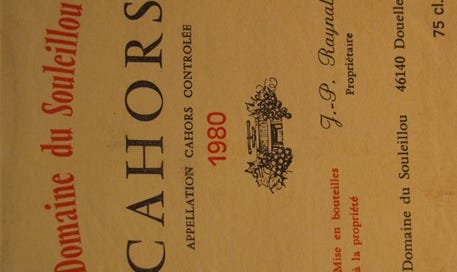 Domaine du Souleillou
CAHORS
APPELLATION CAHORS CONTROLÉE
1980
J.-P. Raynal
Propriétaire
Mise en bouteilles
à la propriété
Domaine du Souleillou 46140 Douelle
75 cl.